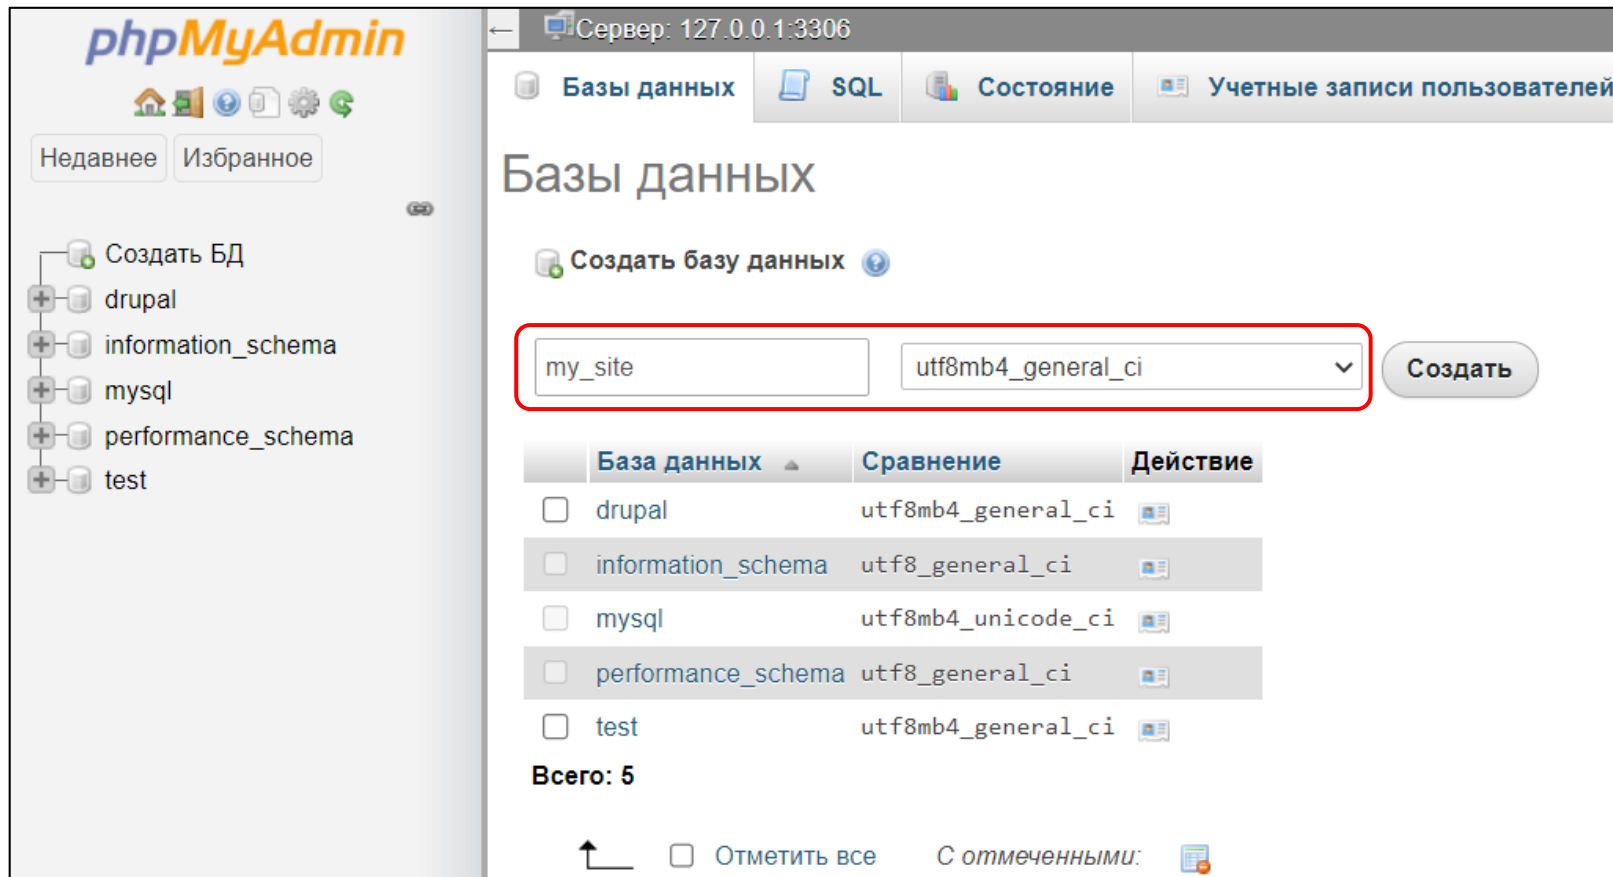 phpMyAdmin
Недавнее Избранное
Создать БД
drupal
information_schema
mysql
performance_schema
test
Сервер: 127.0.0.1:3306
Базы данных SQL Состояние Учетные записи пользователей
Базы данных
Создать базу данных
my_site utf8mb4_general_ci Создать
База данных Сравнение Действие
drupal utf8mb4_general_ci
information_schema utf8_general_ci
mysql utf8mb4_unicode_ci
performance_schema utf8_general_ci
test utf8mb4_general_ci
Всего: 5
Отметить все С отмеченными: